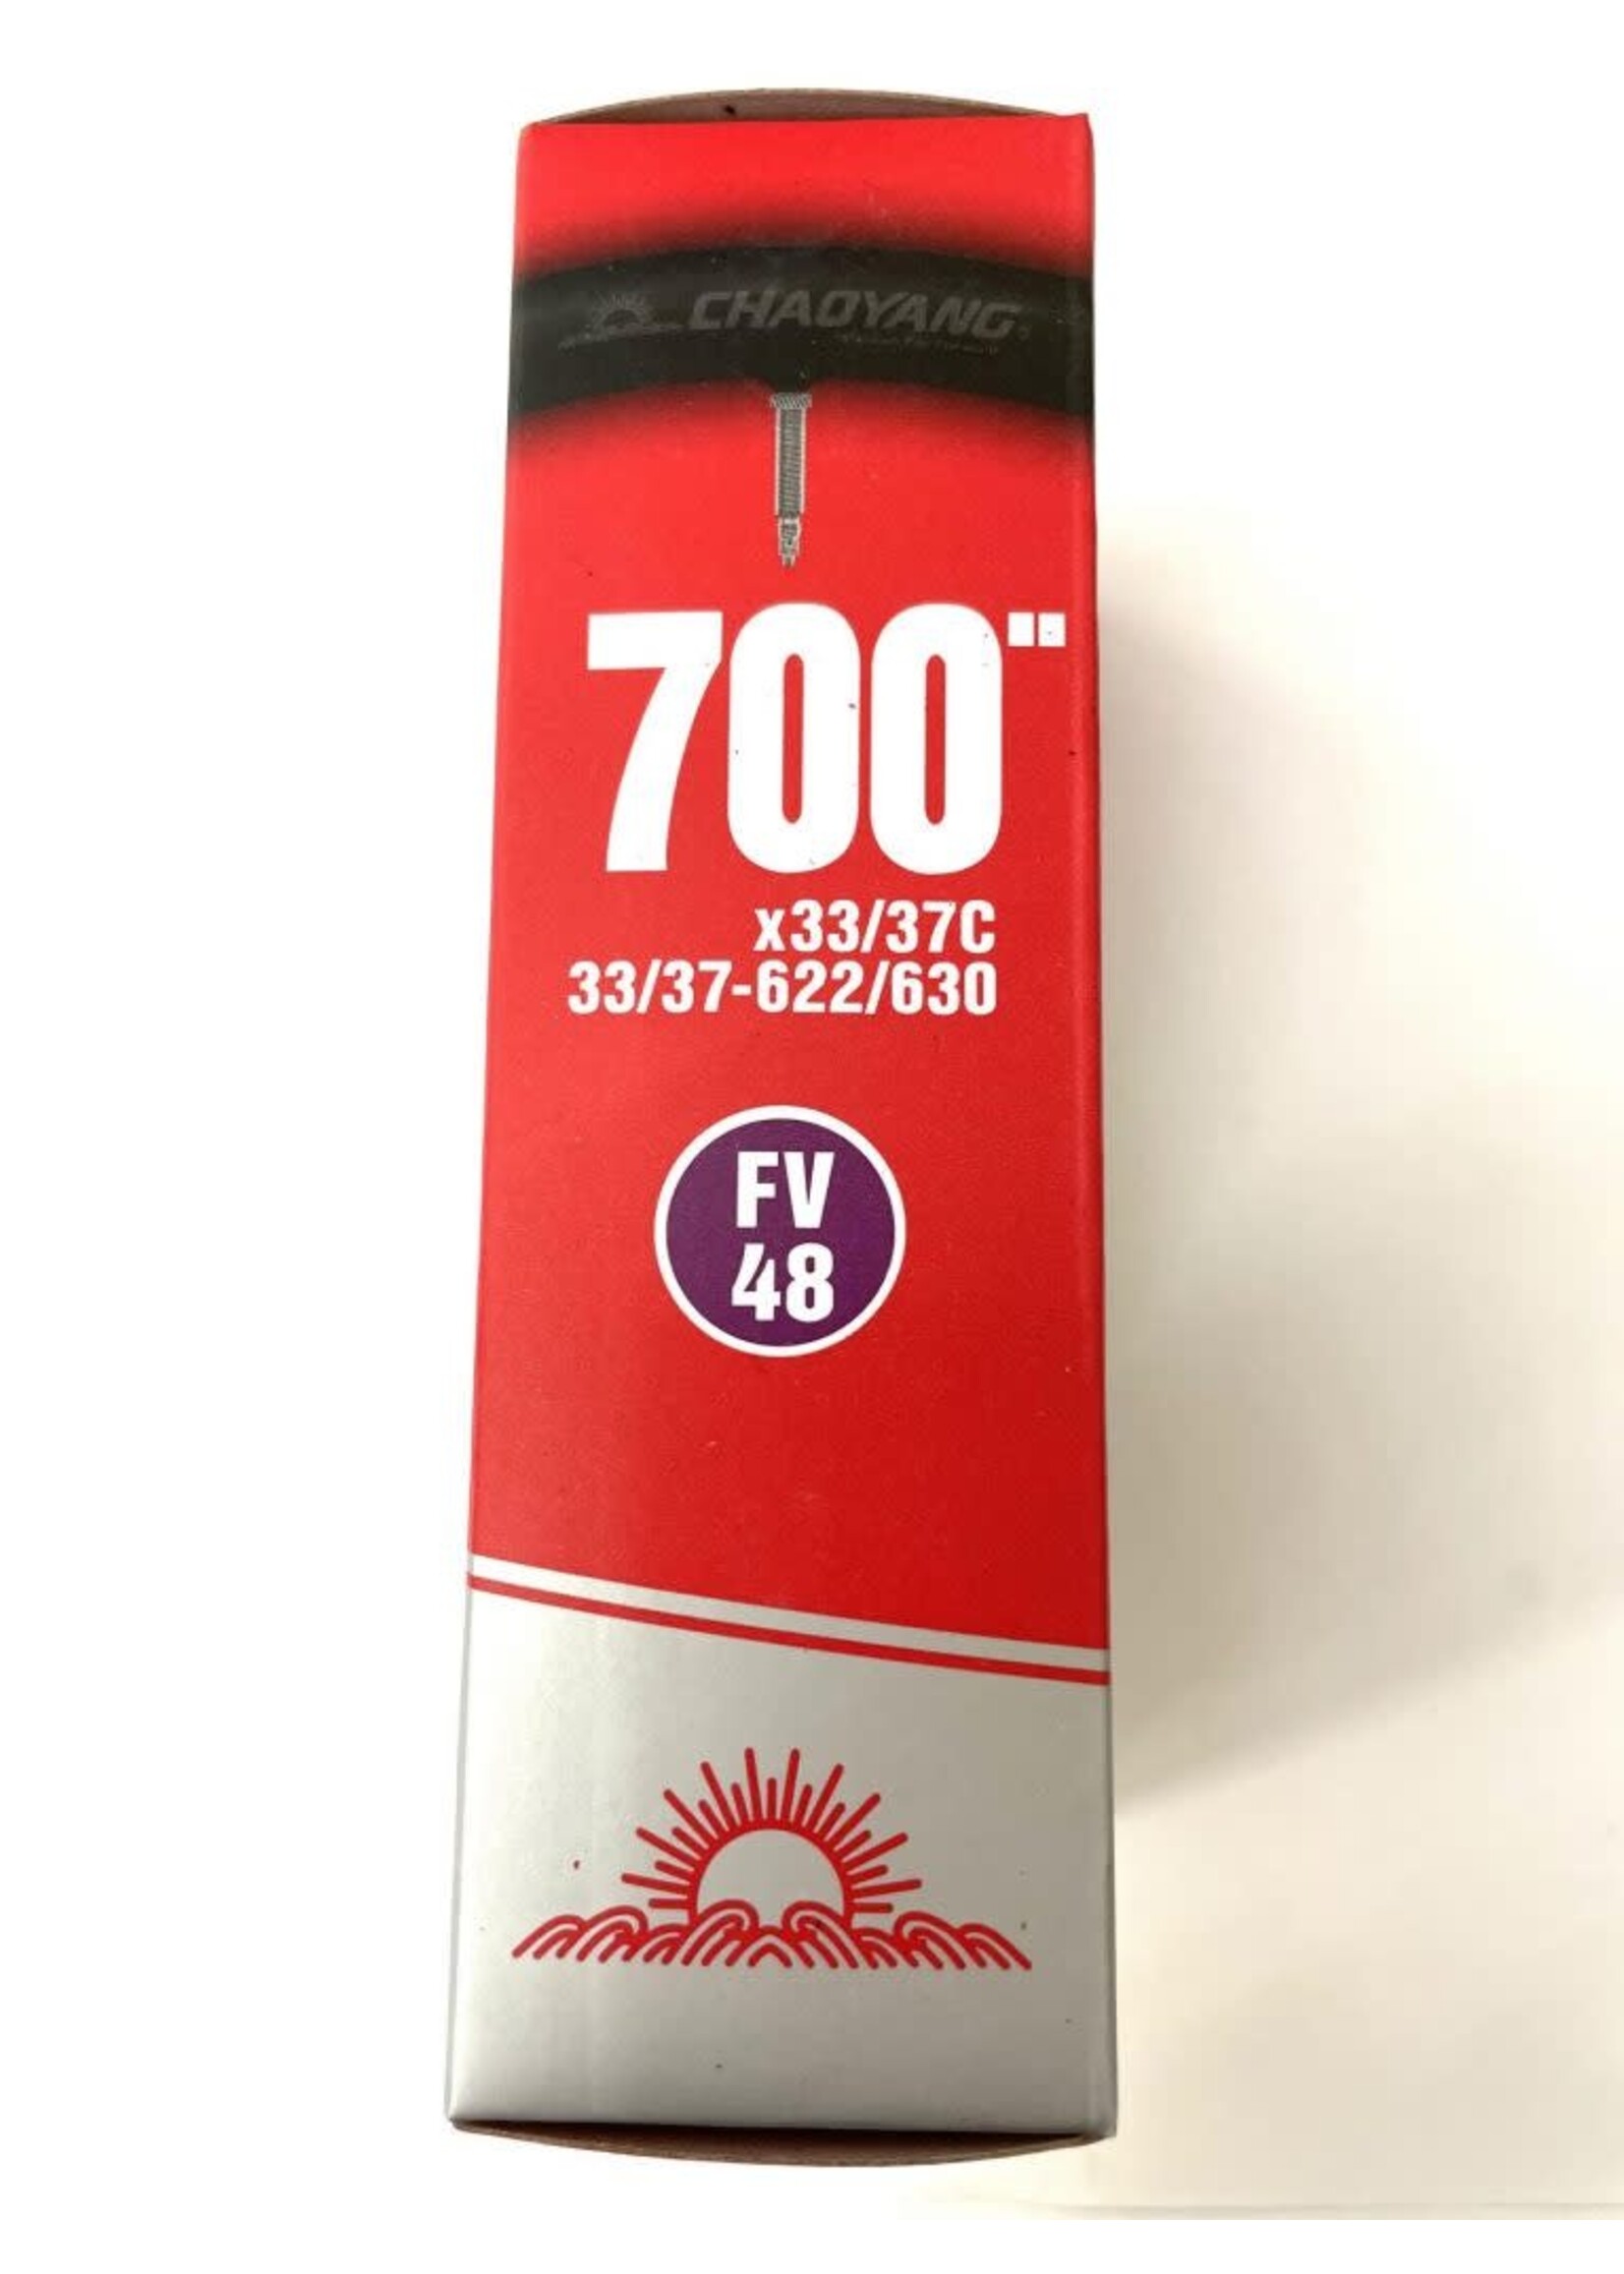 CHAOYANG
700"
x33/37C
33/37-622/630
FV
48